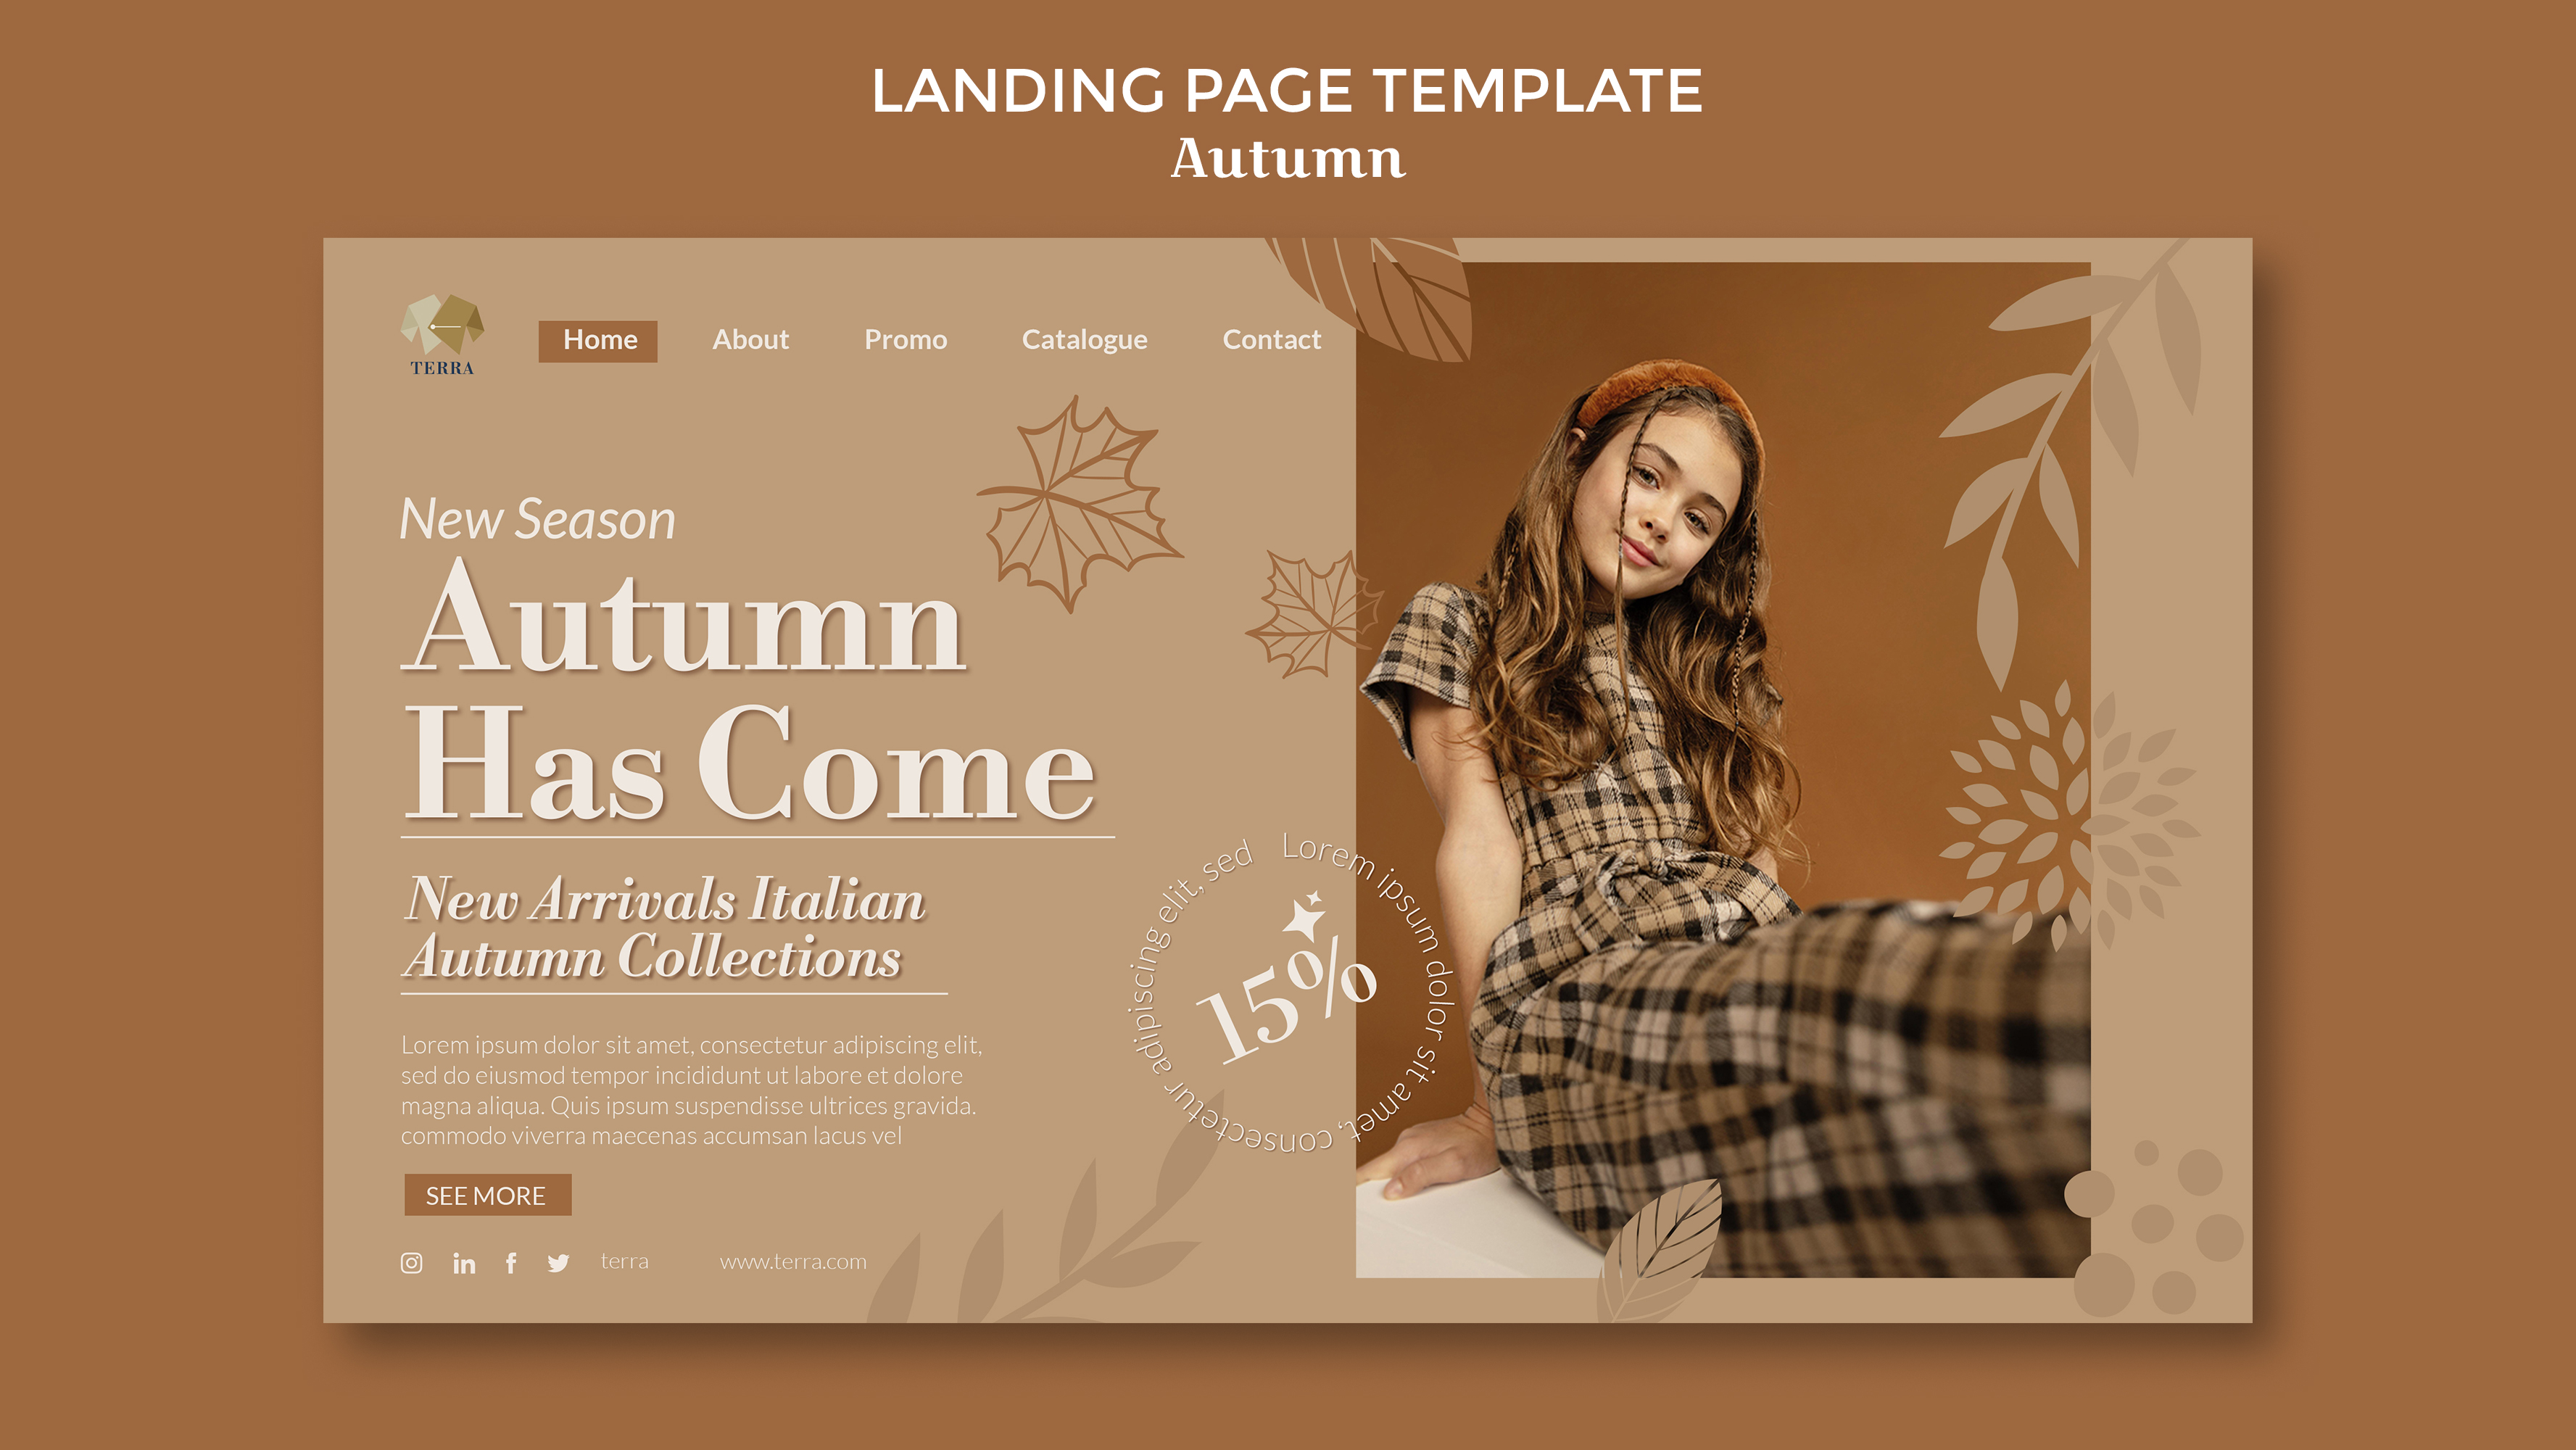 LANDING PAGE TEMPLATE
Autumn
TERRA
Home
About
Promo
Catalogue
Contact
New Season
Autumn
Has Come
New Arrivals Italian
Autumn Collections
Lorem ipsum dolor sit amet, consectetur adipiscing elit,
sed do eiusmod tempor incididunt ut labore et dolore
magna aliqua. Quis ipsum suspendisse ultrices gravida.
commodo viverra maecenas accumsan lacus vel
SEE MORE
terra
www.terra.com
Lorem ipsum dolor sit amet, consectetur adipiscing elit, sed
15%